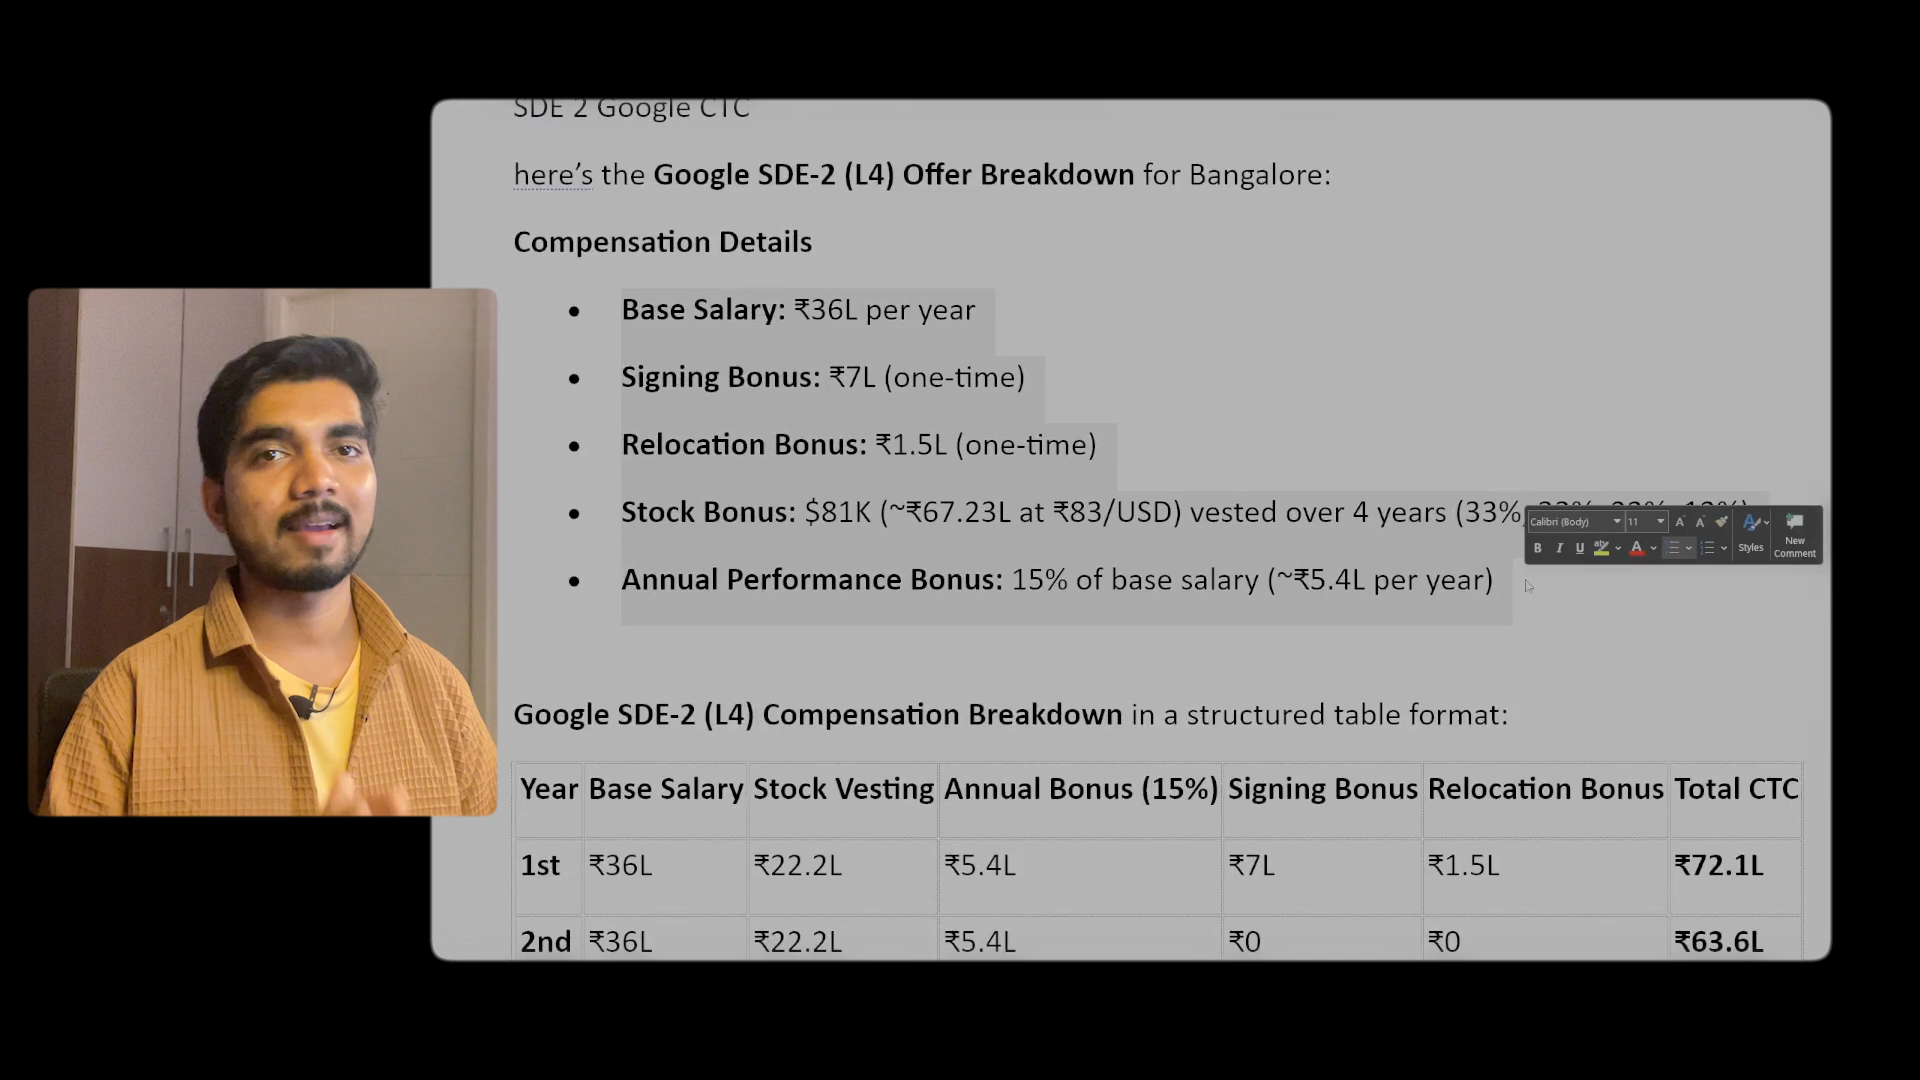 SDE 2 Google CTC
here’s the Google SDE-2 (L4) Offer Breakdown for Bangalore:
Compensation Details
• Base Salary: ₹36L per year
• Signing Bonus: ₹7L (one-time)
• Relocation Bonus: ₹1.5L (one-time)
• Stock Bonus: $81K (~₹67.23L at ₹83/USD) vested over 4 years (33%,
Calibri (Body) 11 A A
B I U A Styles New Comment
• Annual Performance Bonus: 15% of base salary (~₹5.4L per year)
Google SDE-2 (L4) Compensation Breakdown in a structured table format:
Year Base Salary Stock Vesting Annual Bonus (15%) Signing Bonus Relocation Bonus Total CTC
1st ₹36L ₹22.2L ₹5.4L ₹7L ₹1.5L ₹72.1L
2nd ₹36L ₹22.2L ₹5.4L ₹0 ₹0 ₹63.6L